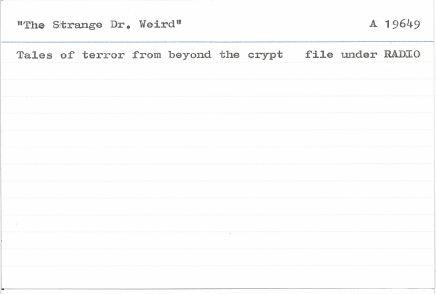 "The Strange Dr. Weird" A 19649
Tales of terror from beyond the crypt file under RADIO